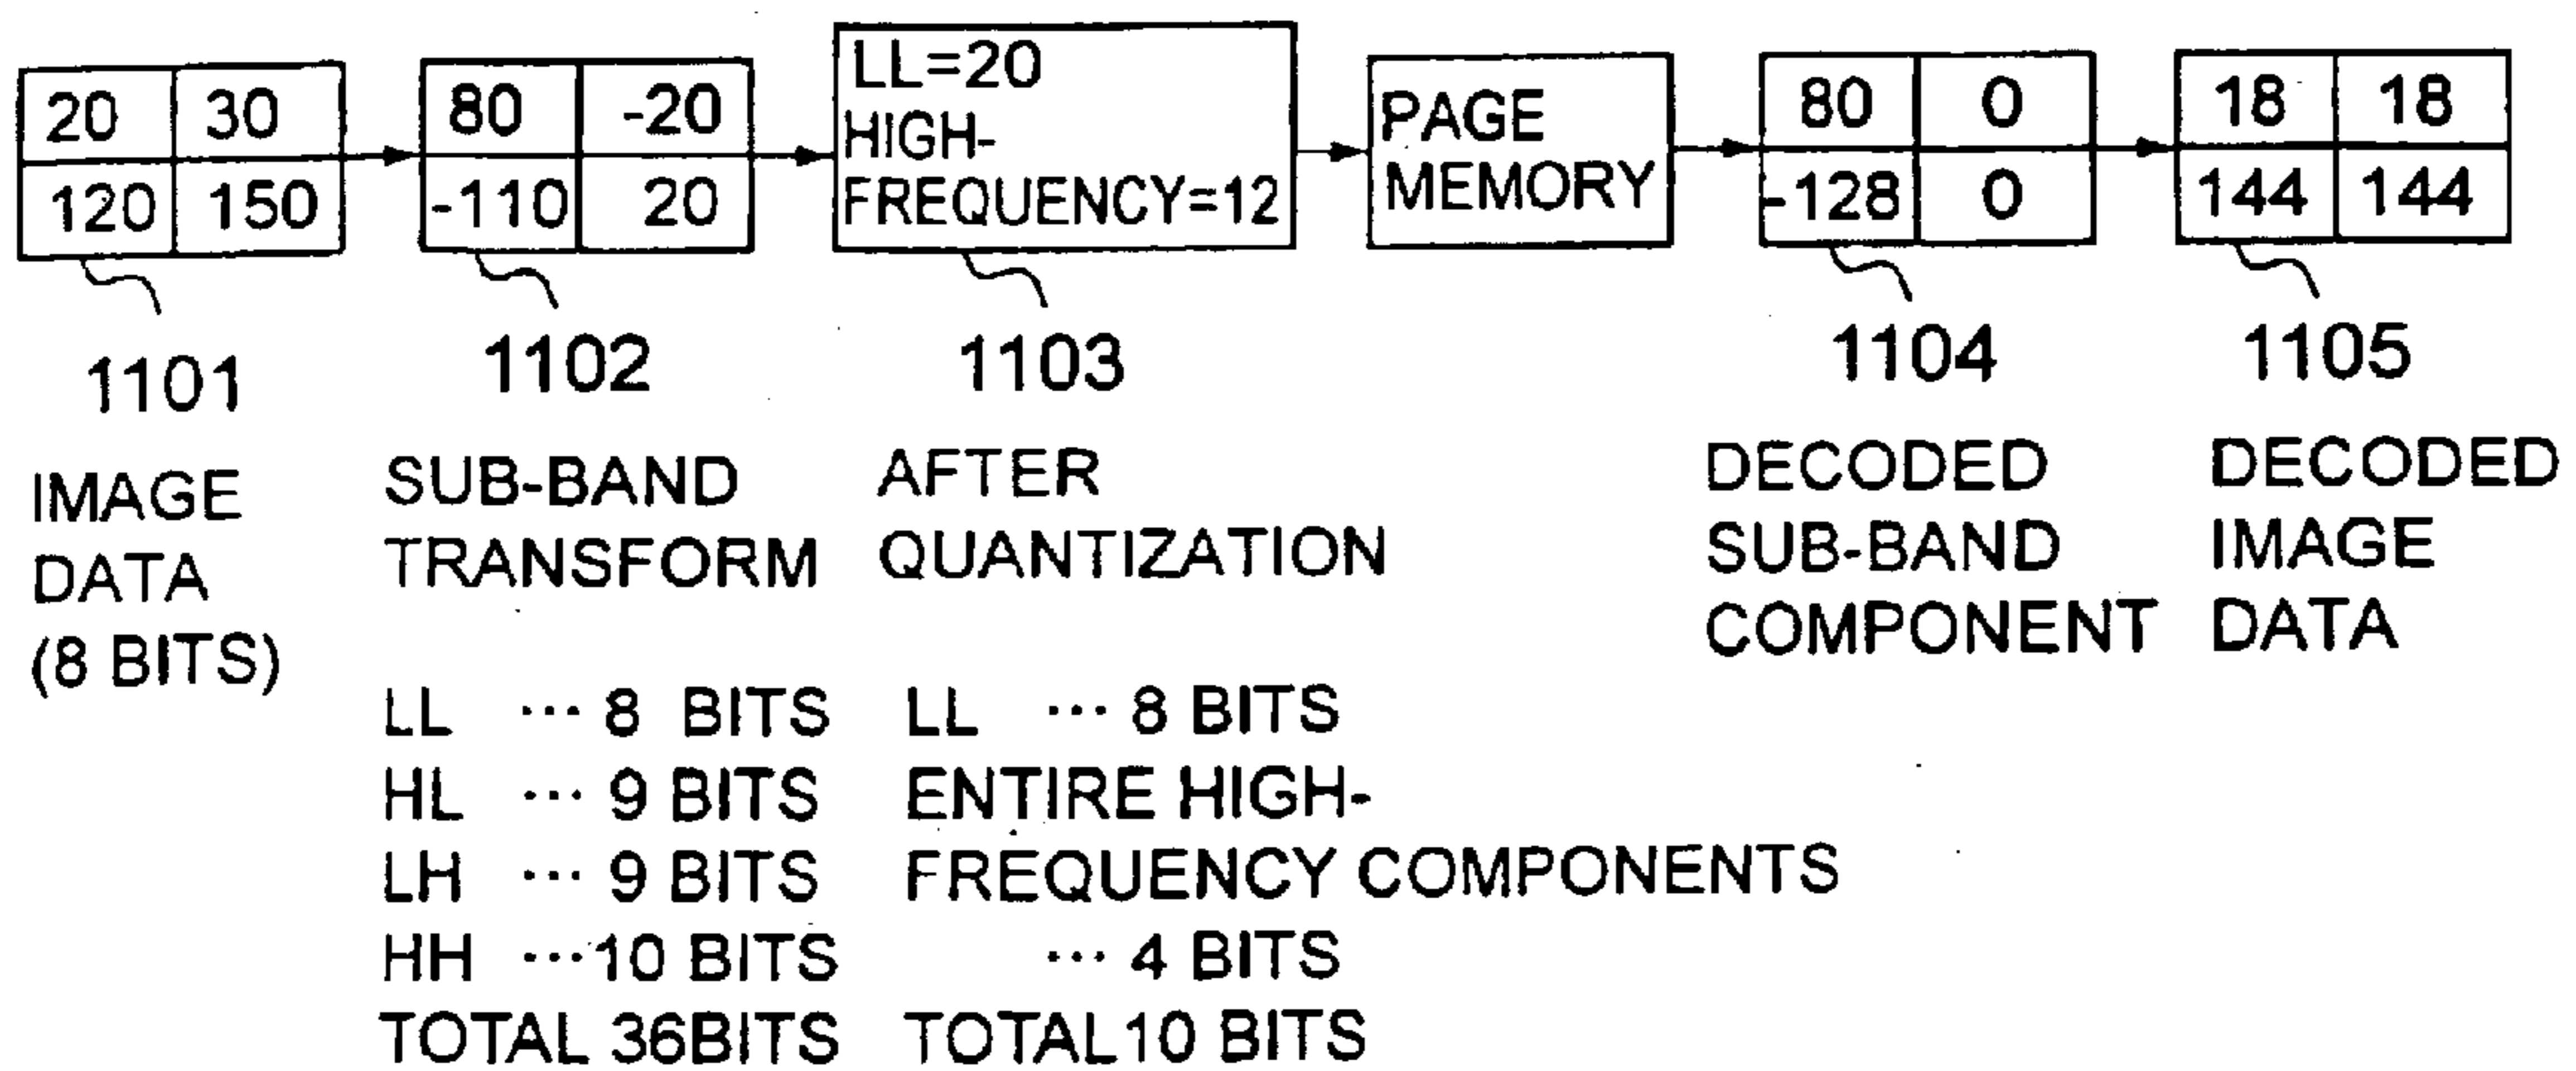 20 30
120 150
80 -20
-110 20
LL=20
HIGH-
FREQUENCY=12
PAGE
MEMORY
80 0
-128 0
18 18
144 144
1101
1102
1103
1104
1105
IMAGE
DATA
(8 BITS)
SUB-BAND
TRANSFORM
LL ··· 8 BITS
HL ··· 9 BITS
LH ··· 9 BITS
HH ···10 BITS
TOTAL 36BITS
AFTER
QUANTIZATION
LL ··· 8 BITS
ENTIRE HIGH-
FREQUENCY COMPONENTS
··· 4 BITS
TOTAL10 BITS
DECODED
SUB-BAND
COMPONENT
DECODED
IMAGE
DATA